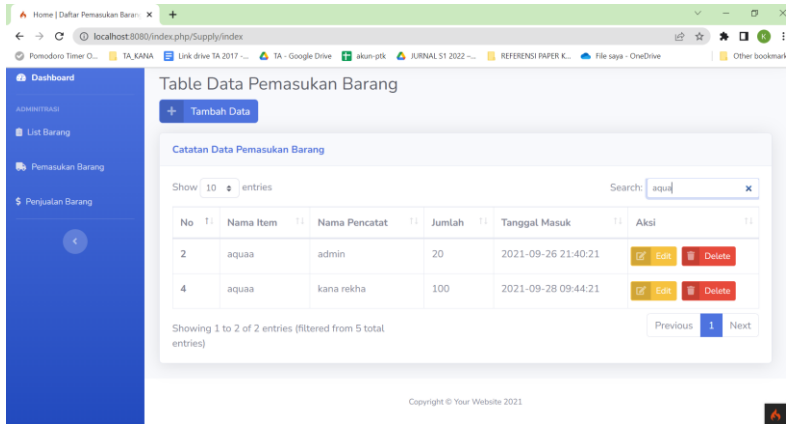 Home | Daftar Pemasukan Barang
localhost:8080/index.php/Supply/index
Pomodoro Timer O... TA_KANA Link drive TA 2017 -... TA - Google Drive akun-ptk JURNAL S1 2022 –... REFERENSI PAPER K... File saya - OneDrive Other bookmark
Dashboard
ADMINITRASI
List Barang
Pemasukan Barang
$ Penjualan Barang
Table Data Pemasukan Barang
+ Tambah Data
Catatan Data Pemasukan Barang
Show 10 entries
Search: aqua
No Nama Item Nama Pencatat Jumlah Tanggal Masuk Aksi
2 aquaa admin 20 2021-09-26 21:40:21 Edit Delete
4 aquaa kana rekha 100 2021-09-28 09:44:21 Edit Delete
Showing 1 to 2 of 2 entries (filtered from 5 total
entries)
Previous 1 Next
Copyright © Your Website 2021
K